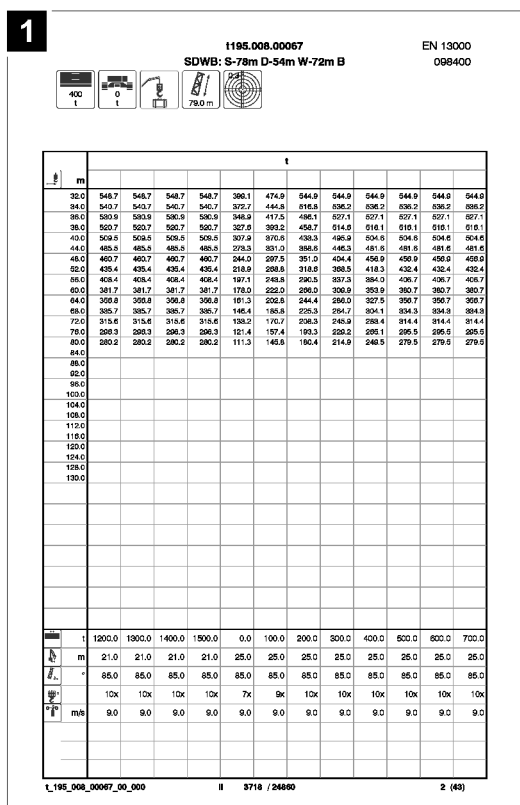 1
t195.008.00067 EN 13000
SDWB: S-78m D-54m W-72m B 098400
400 t 0 t 79.0 m
t
m
32.0 548.7 548.7 548.7 548.7 399.1 474.9 544.9 544.9 544.9 544.9 544.9 544.9
34.0 540.7 540.7 540.7 540.7 372.7 444.8 516.8 536.2 536.2 536.2 536.2 536.2
36.0 530.9 530.9 530.9 530.9 348.9 417.5 486.1 527.1 527.1 527.1 527.1 527.1
38.0 520.7 520.7 520.7 520.7 327.6 393.2 458.7 514.6 516.1 516.1 516.1 516.1
40.0 509.5 509.5 509.5 509.5 307.9 370.6 433.3 495.9 504.6 504.6 504.6 504.6
44.0 485.5 485.5 485.5 485.5 273.3 331.0 388.6 446.3 481.6 481.6 481.6 481.6
48.0 460.7 460.7 460.7 460.7 244.0 297.5 351.0 404.4 456.9 456.9 456.9 456.9
52.0 435.4 435.4 435.4 435.4 218.9 268.8 318.6 368.5 418.3 432.4 432.4 432.4
56.0 408.4 408.4 408.4 408.4 197.1 243.8 290.5 337.3 384.0 406.7 406.7 406.7
60.0 381.7 381.7 381.7 381.7 178.0 222.0 266.0 309.9 353.9 380.7 380.7 380.7
64.0 356.8 356.8 356.8 356.8 161.3 202.8 244.4 286.0 327.5 356.7 356.7 356.7
68.0 335.7 335.7 335.7 335.7 146.4 185.8 225.3 264.7 304.1 334.3 334.3 334.3
72.0 315.6 315.6 315.6 315.6 133.2 170.7 208.3 245.9 283.4 314.4 314.4 314.4
76.0 296.3 296.3 296.3 296.3 121.4 157.4 193.3 229.2 265.1 295.5 295.5 295.5
80.0 280.2 280.2 280.2 280.2 111.3 145.8 180.4 214.9 249.5 279.5 279.5 279.5
84.0
88.0
92.0
96.0
100.0
104.0
108.0
112.0
116.0
120.0
124.0
128.0
130.0
t 1200.0 1300.0 1400.0 1500.0 0.0 100.0 200.0 300.0 400.0 500.0 600.0 700.0
m 21.0 21.0 21.0 21.0 25.0 25.0 25.0 25.0 25.0 25.0 25.0 25.0
° 85.0 85.0 85.0 85.0 85.0 85.0 85.0 85.0 85.0 85.0 85.0 85.0
10x 10x 10x 10x 7x 9x 10x 10x 10x 10x 10x 10x
m/s 9.0 9.0 9.0 9.0 9.0 9.0 9.0 9.0 9.0 9.0 9.0 9.0
t_195_008_00067_00_000 II 3718 / 24860 2 (43)